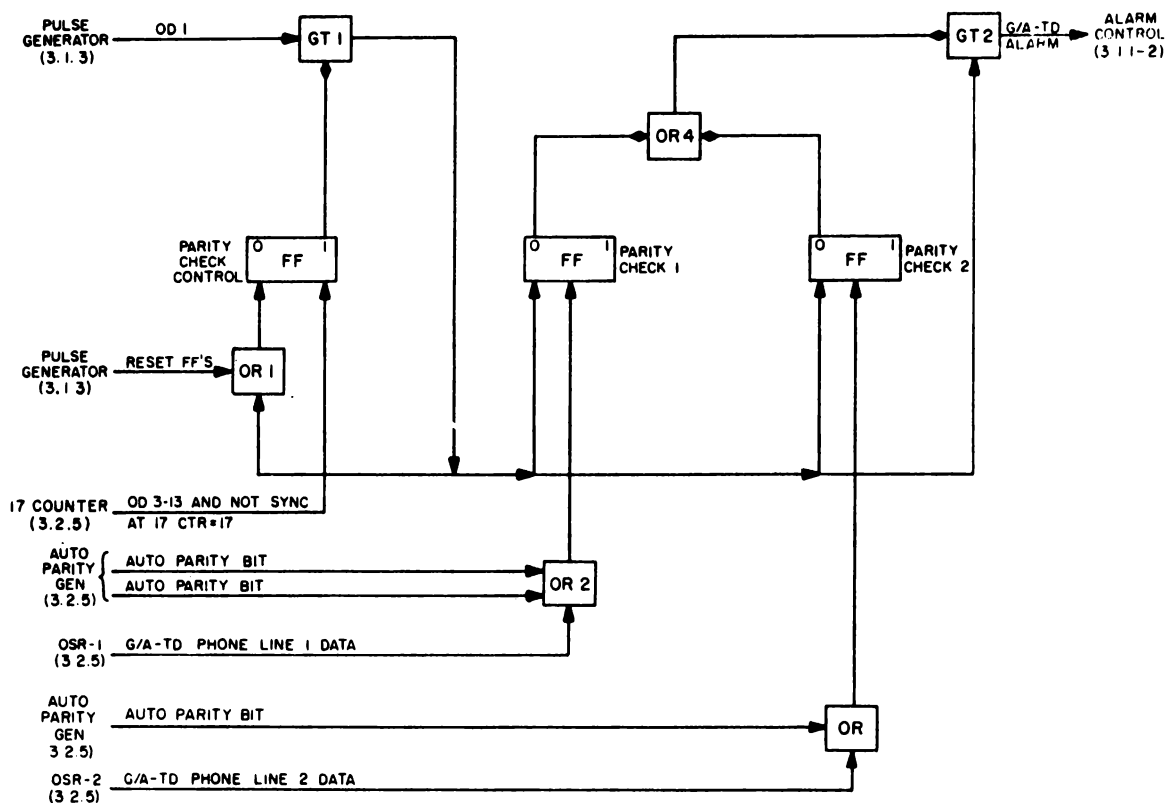 PULSE
GENERATOR
(3.1.3)
OD 1
GT 1
GT 2
G/A-TD
ALARM
ALARM
CONTROL
(3 1 1-2)
OR 4
PARITY
CHECK
CONTROL
0 1
FF
0 1
FF
PARITY
CHECK 1
0 1
FF
PARITY
CHECK 2
PULSE
GENERATOR
(3.1 3)
RESET FF'S
OR 1
17 COUNTER
(3.2.5)
OD 3-13 AND NOT SYNC
AT 17 CTR=17
AUTO
PARITY
GEN
(3.2.5)
AUTO PARITY BIT
AUTO PARITY BIT
OR 2
OSR-1
(3 2.5)
G/A-TD PHONE LINE 1 DATA
AUTO
PARITY
GEN
3 2.5)
AUTO PARITY BIT
OR
OSR-2
(3 2.5)
G/A-TD PHONE LINE 2 DATA